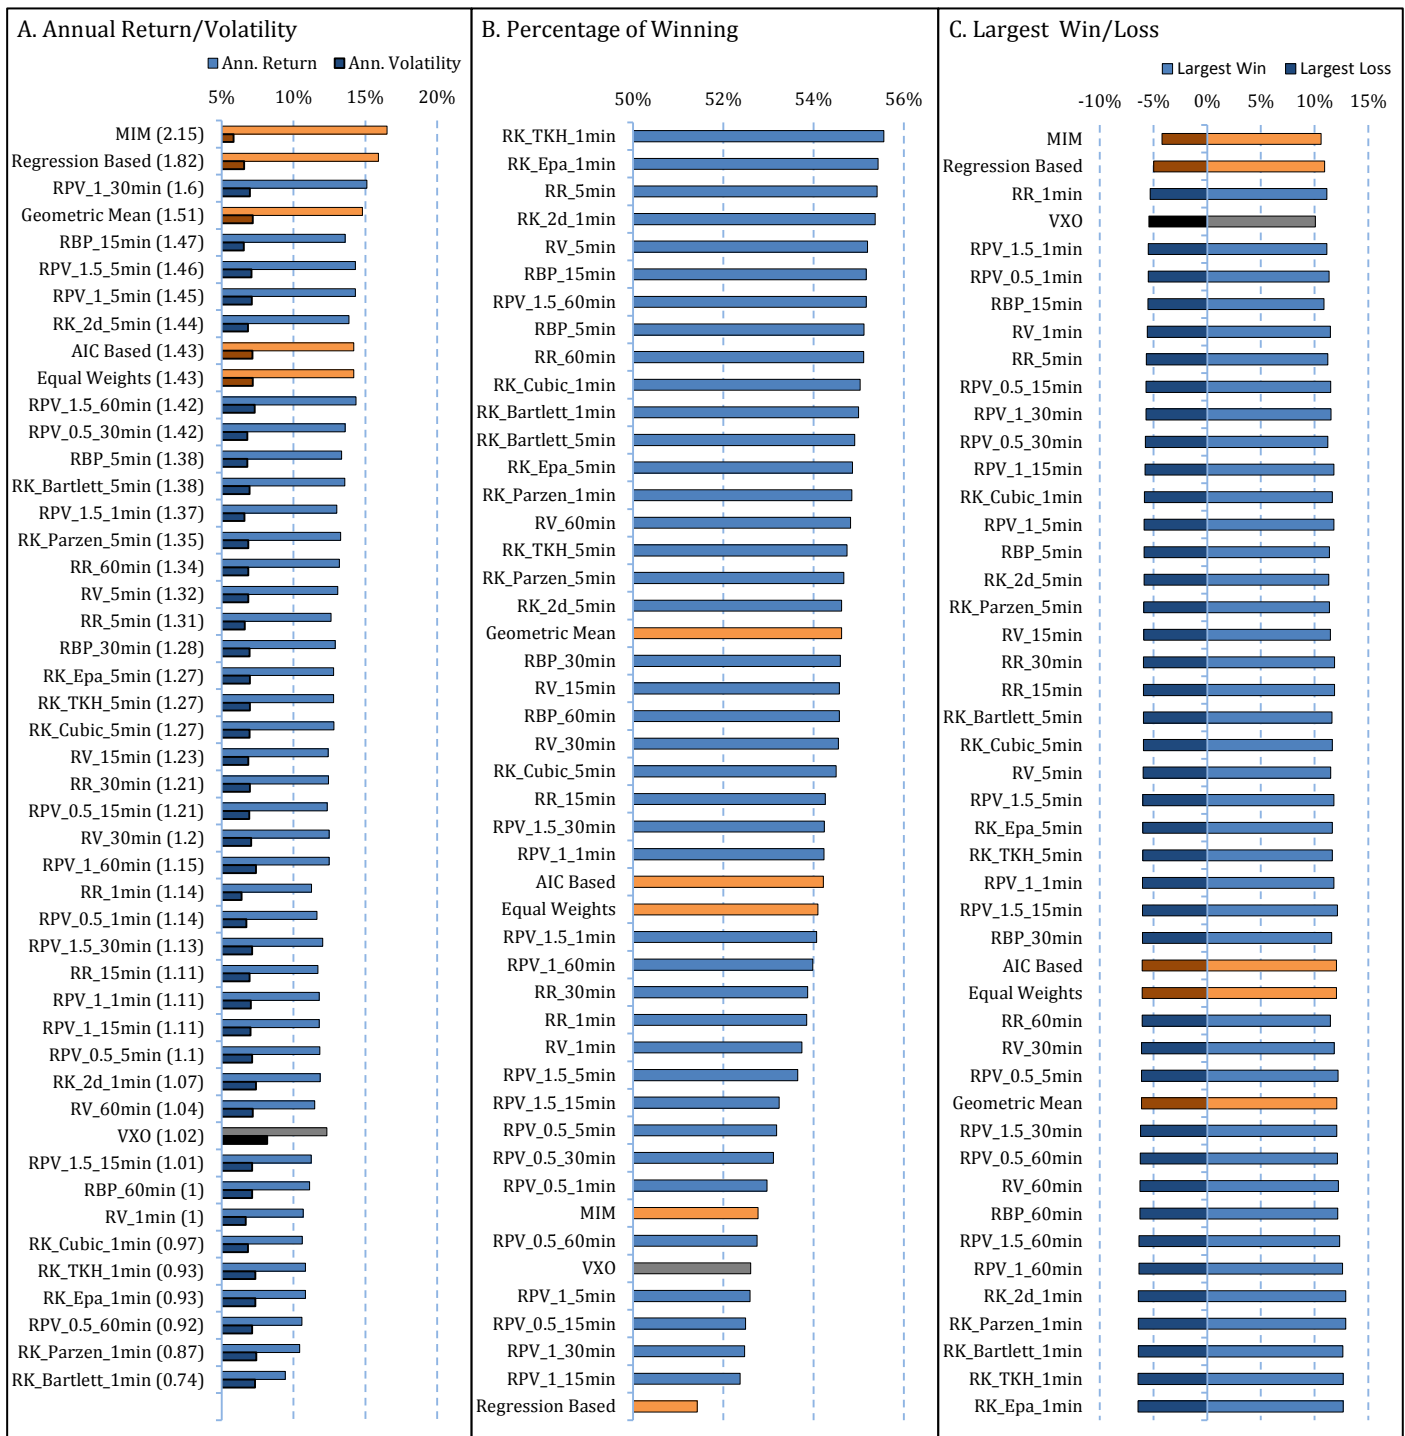 A. Annual Return/Volatility
Ann. Return Ann. Volatility
5% 10% 15% 20%
MIM (2.15)
Regression Based (1.82)
RPV_1_30min (1.6)
Geometric Mean (1.51)
RBP_15min (1.47)
RPV_1.5_5min (1.46)
RPV_1_5min (1.45)
RK_2d_5min (1.44)
AIC Based (1.43)
Equal Weights (1.43)
RPV_1.5_60min (1.42)
RPV_0.5_30min (1.42)
RBP_5min (1.38)
RK_Bartlett_5min (1.38)
RPV_1.5_1min (1.37)
RK_Parzen_5min (1.35)
RR_60min (1.34)
RV_5min (1.32)
RR_5min (1.31)
RBP_30min (1.28)
RK_Epa_5min (1.27)
RK_TKH_5min (1.27)
RK_Cubic_5min (1.27)
RV_15min (1.23)
RR_30min (1.21)
RPV_0.5_15min (1.21)
RV_30min (1.2)
RPV_1_60min (1.15)
RR_1min (1.14)
RPV_0.5_1min (1.14)
RPV_1.5_30min (1.13)
RR_15min (1.11)
RPV_1_1min (1.11)
RPV_1_15min (1.11)
RPV_0.5_5min (1.1)
RK_2d_1min (1.07)
RV_60min (1.04)
VXO (1.02)
RPV_1.5_15min (1.01)
RBP_60min (1)
RV_1min (1)
RK_Cubic_1min (0.97)
RK_TKH_1min (0.93)
RK_Epa_1min (0.93)
RPV_0.5_60min (0.92)
RK_Parzen_1min (0.87)
RK_Bartlett_1min (0.74)
B. Percentage of Winning
50% 52% 54% 56%
RK_TKH_1min
RK_Epa_1min
RR_5min
RK_2d_1min
RV_5min
RBP_15min
RPV_1.5_60min
RBP_5min
RR_60min
RK_Cubic_1min
RK_Bartlett_1min
RK_Bartlett_5min
RK_Epa_5min
RK_Parzen_1min
RV_60min
RK_TKH_5min
RK_Parzen_5min
RK_2d_5min
Geometric Mean
RBP_30min
RV_15min
RBP_60min
RV_30min
RK_Cubic_5min
RR_15min
RPV_1.5_30min
RPV_1_1min
AIC Based
Equal Weights
RPV_1.5_1min
RPV_1_60min
RR_30min
RR_1min
RV_1min
RPV_1.5_5min
RPV_1.5_15min
RPV_0.5_5min
RPV_0.5_30min
RPV_0.5_1min
MIM
RPV_0.5_60min
VXO
RPV_1_5min
RPV_0.5_15min
RPV_1_30min
RPV_1_15min
Regression Based
C. Largest Win/Loss
Largest Win Largest Loss
-10% -5% 0% 5% 10% 15%
MIM
Regression Based
RR_1min
VXO
RPV_1.5_1min
RPV_0.5_1min
RBP_15min
RV_1min
RR_5min
RPV_0.5_15min
RPV_1_30min
RPV_0.5_30min
RPV_1_15min
RK_Cubic_1min
RPV_1_5min
RBP_5min
RK_2d_5min
RK_Parzen_5min
RV_15min
RR_30min
RR_15min
RK_Bartlett_5min
RK_Cubic_5min
RV_5min
RPV_1.5_5min
RK_Epa_5min
RK_TKH_5min
RPV_1_1min
RPV_1.5_15min
RBP_30min
AIC Based
Equal Weights
RR_60min
RV_30min
RPV_0.5_5min
Geometric Mean
RPV_1.5_30min
RPV_0.5_60min
RV_60min
RBP_60min
RPV_1.5_60min
RPV_1_60min
RK_2d_1min
RK_Parzen_1min
RK_Bartlett_1min
RK_TKH_1min
RK_Epa_1min